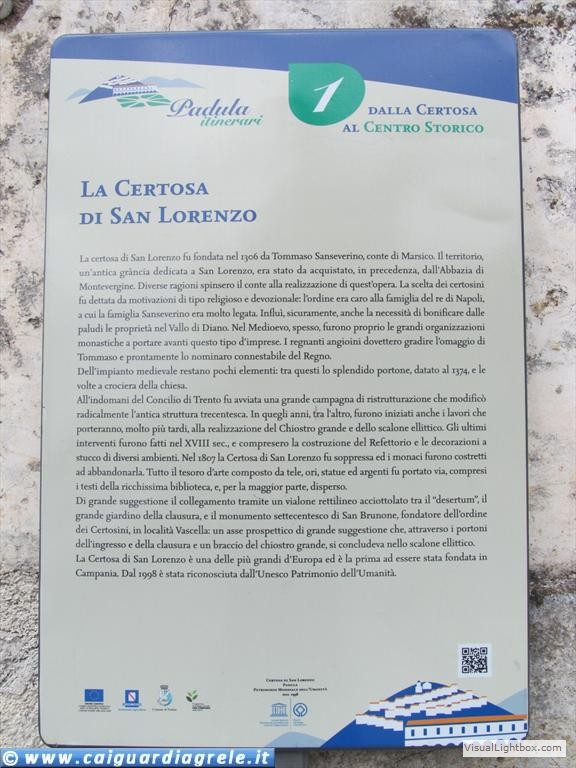 Padula
itinerari
1
DALLA CERTOSA
AL CENTRO STORICO
LA CERTOSA
DI SAN LORENZO
La certosa di San Lorenzo fu fondata nel 1306 da Tommaso Sanseverino, conte di Marsico. Il territorio,
un'antica grància dedicata a San Lorenzo, era stato da acquistato, in precedenza, dall'Abbazia di
Montevergine. Diverse ragioni spinsero il conte alla realizzazione di quest'opera. La scelta dei certosini
fu dettata da motivazioni di tipo religioso e devozionale: l'ordine era caro alla famiglia del re di Napoli,
a cui la famiglia Sanseverino era molto legata. Influì, sicuramente, anche la necessità di bonificare dalle
paludi le proprietà nel Vallo di Diano. Nel Medioevo, spesso, furono proprio le grandi organizzazioni
monastiche a portare avanti questo tipo d'imprese. I regnanti angioini dovettero gradire l'omaggio di
Tommaso e prontamente lo nominaro connestabile del Regno.
Dell'impianto medievale restano pochi elementi: tra questi lo splendido portone, datato al 1374, e le
volte a crociera della chiesa.
All'indomani del Concilio di Trento fu avviata una grande campagna di ristrutturazione che modificò
radicalmente l'antica struttura trecentesca. In quegli anni, tra l'altro, furono iniziati anche i lavori che
porteranno, molto più tardi, alla realizzazione del Chiostro grande e dello scalone ellittico. Gli ultimi
interventi furono fatti nel XVIII sec., e compresero la costruzione del Refettorio e le decorazioni a
stucco di diversi ambienti. Nel 1807 la Certosa di San Lorenzo fu soppressa ed i monaci furono costretti
ad abbandonarla. Tutto il tesoro d'arte composto da tele, ori, statue ed argenti fu portato via, compresi
i testi della ricchissima biblioteca, e, per la maggior parte, disperso.
Di grande suggestione il collegamento tramite un vialone rettilineo acciottolato tra il "desertum", il
grande giardino della clausura, e il monumento settecentesco di San Brunone, fondatore dell'ordine
dei Certosini, in località Vascella: un asse prospettico di grande suggestione che, attraverso i portoni
dell'ingresso e della clausura e un braccio del chiostro grande, si concludeva nello scalone ellittico.
La Certosa di San Lorenzo è una delle più grandi d'Europa ed è la prima ad essere stata fondata in
Campania. Dal 1998 è stata riconosciuta dall'Unesco Patrimonio dell'Umanità.
CERTOSA DI SAN LORENZO
PADULA
PATRIMONIO MONDIALE DELL'UMANITÀ
DAL 1998
www.caiguardiagrele.it
VisualLightbox.com